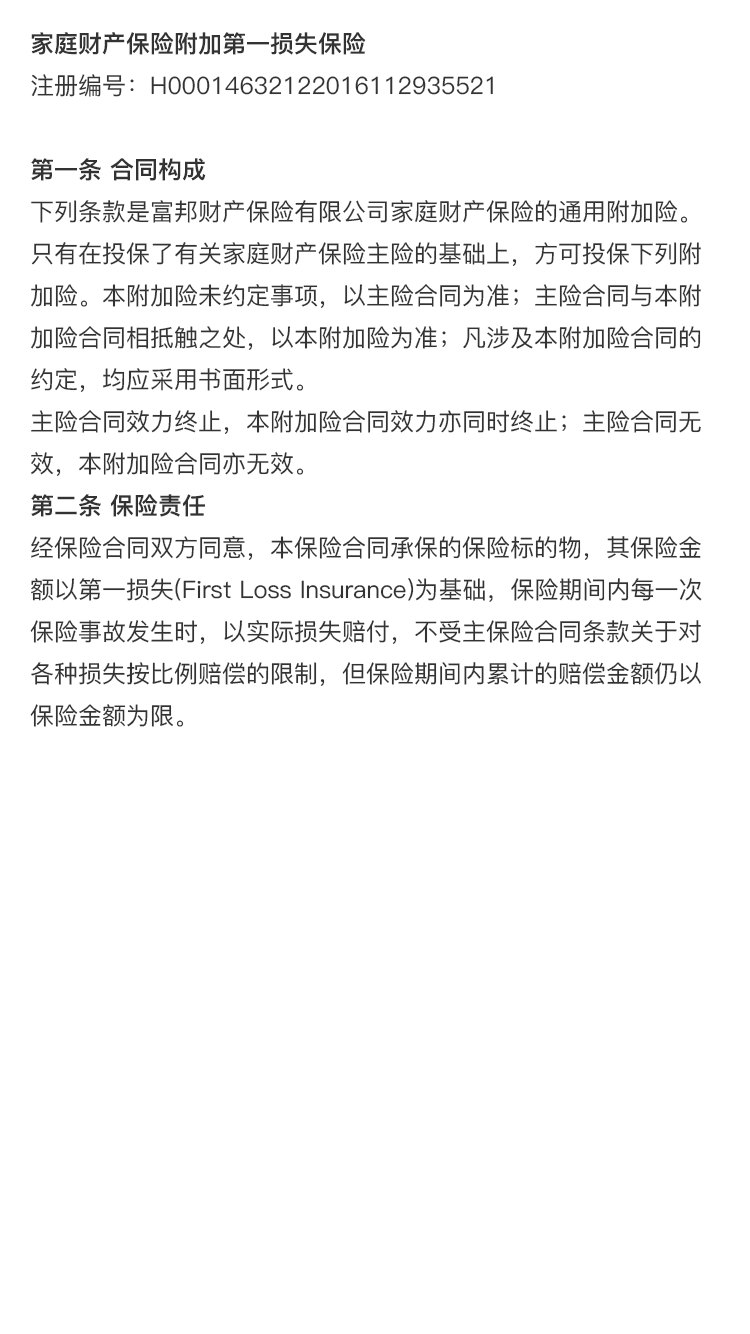 家庭财产保险附加第一损失保险
注册编号：H00014632122016112935521
第一条 合同构成
下列条款是富邦财产保险有限公司家庭财产保险的通用附加险。
只有在投保了有关家庭财产保险主险的基础上，方可投保下列附
加险。本附加险未约定事项，以主险合同为准；主险合同与本附
加险合同相抵触之处，以本附加险为准；凡涉及本附加险合同的
约定，均应采用书面形式。
主险合同效力终止，本附加险合同效力亦同时终止；主险合同无
效，本附加险合同亦无效。
第二条 保险责任
经保险合同双方同意，本保险合同承保的保险标的物，其保险金
额以第一损失(First Loss Insurance)为基础，保险期间内每一次
保险事故发生时，以实际损失赔付，不受主保险合同条款关于对
各种损失按比例赔偿的限制，但保险期间内累计的赔偿金额仍以
保险金额为限。